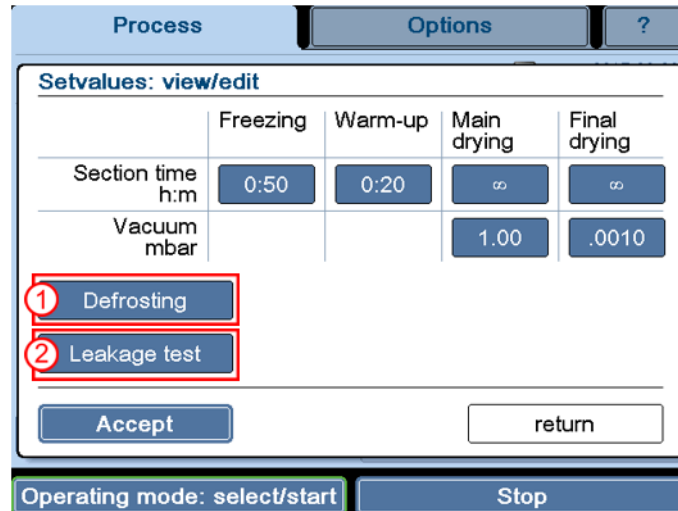 Process Options ?
Setvalues: view/edit
Freezing Warm-up Main drying Final drying
Section time h:m 0:50 0:20 ∞ ∞
Vacuum mbar 1.00 .0010
1 Defrosting
2 Leakage test
Accept return
Operating mode: select/start Stop